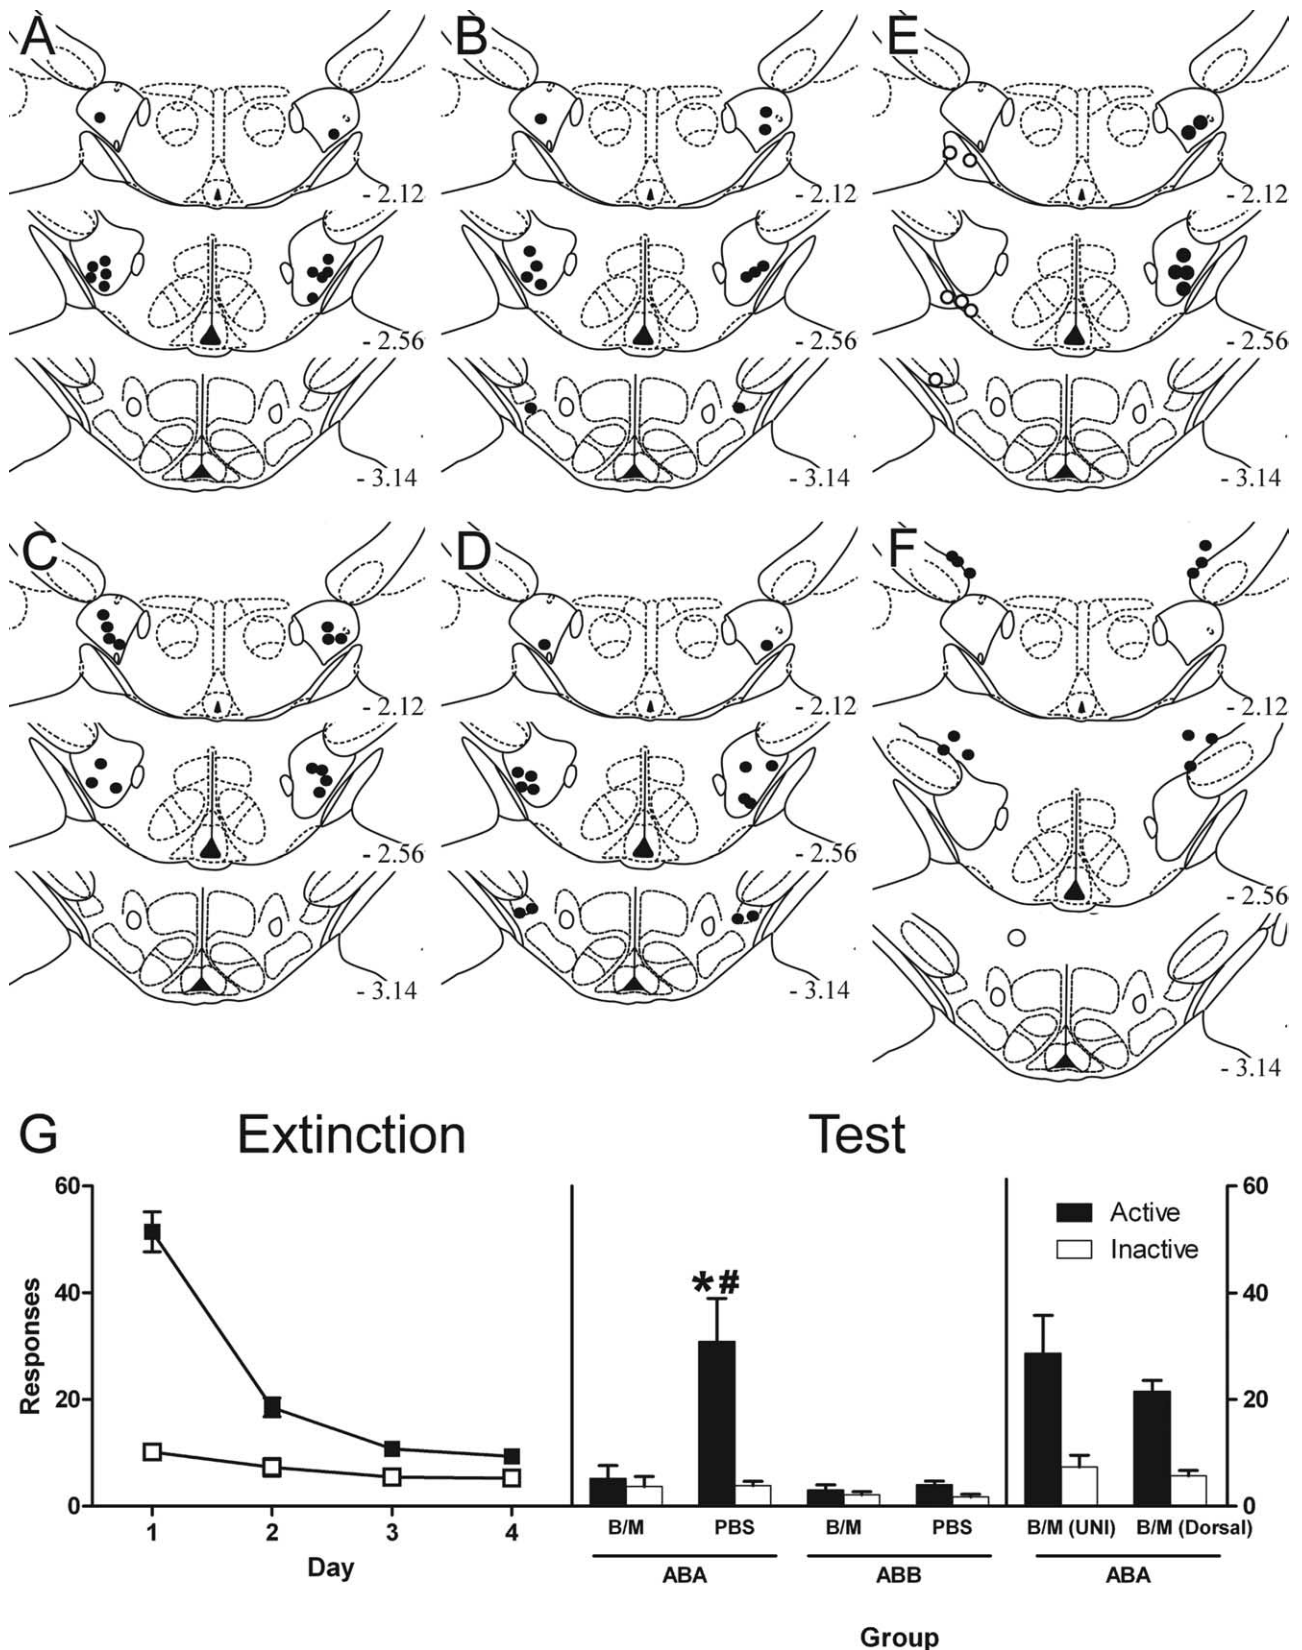 A B E
- 2.12 - 2.12 - 2.12
- 2.56 - 2.56 - 2.56
- 3.14 - 3.14 - 3.14
C D F
- 2.12 - 2.12 - 2.12
- 2.56 - 2.56 - 2.56
- 3.14 - 3.14 - 3.14
G Extinction Test
60 60
*# Active
Inactive
40 40
Responses
20 20
0 0
1 2 3 4 B/M PBS B/M PBS B/M (UNI) B/M (Dorsal)
Day ABA ABB ABA
Group